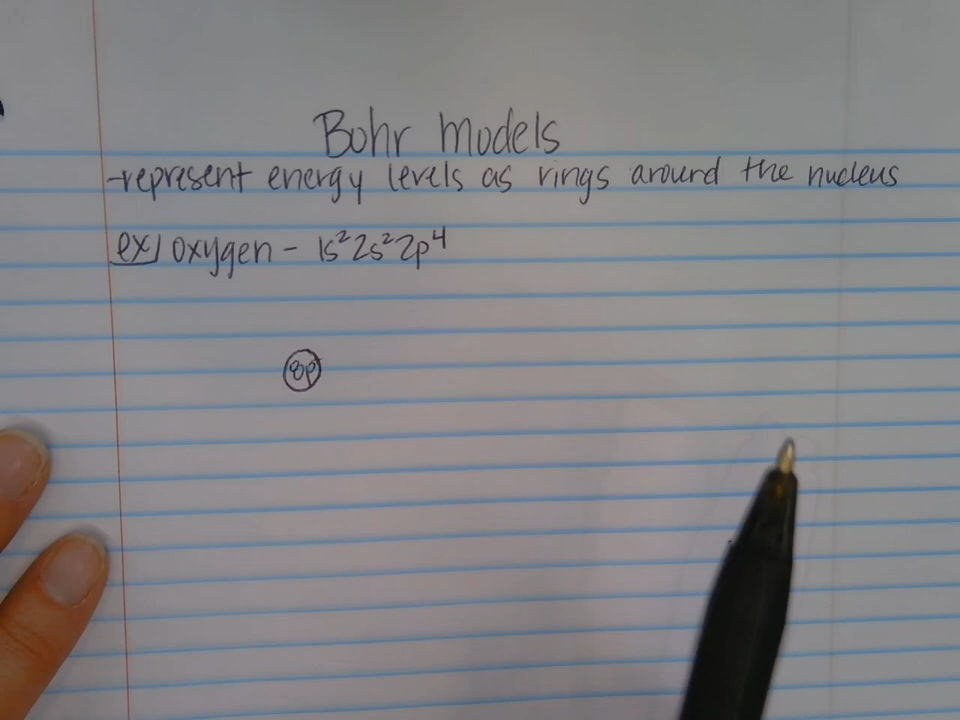 Bohr Models
-represent energy levels as rings around the nucleus
ex) oxygen - 1s²2s²2p⁴
8p